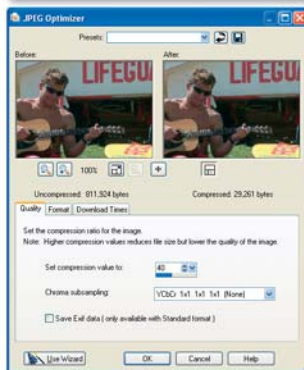 JPEG Optimizer
Presets:
Before:
After:
LIFEGU
LIFEGU
100%
Uncompressed: 811,924 bytes
Compressed: 29,261 bytes
Quality
Format
Download Times
Set the compression ratio for the image.
Note: Higher compression values reduces file size but lower the quality of the image.
Set compression value to:
40
Chroma subsampling:
YCbCr 1x1 1x1 1x1 (None)
Save Exif data ( only available with Standard format )
Use Wizard
OK
Cancel
Help